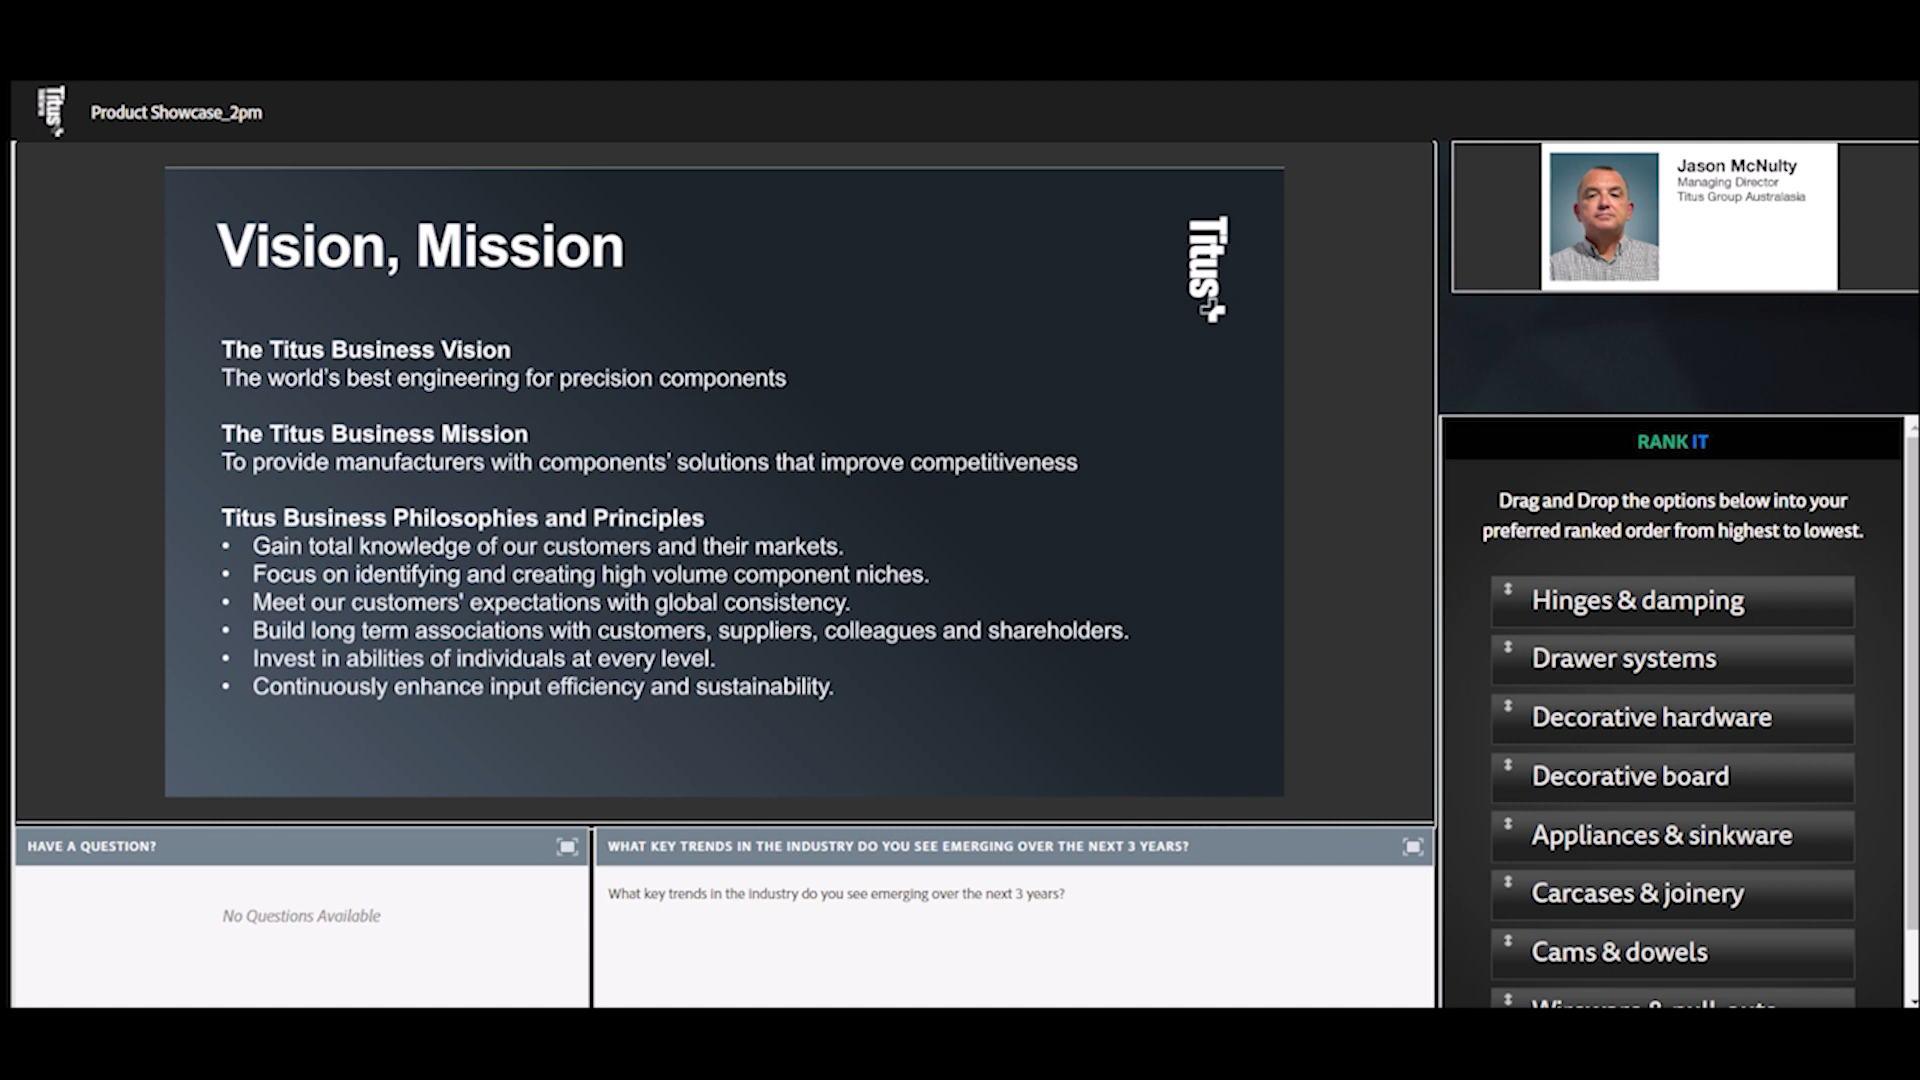 Titus
Product Showcase_2pm
Vision, Mission
Titus
The Titus Business Vision
The world's best engineering for precision components
The Titus Business Mission
To provide manufacturers with components' solutions that improve competitiveness
Titus Business Philosophies and Principles
• Gain total knowledge of our customers and their markets.
• Focus on identifying and creating high volume component niches.
• Meet our customers' expectations with global consistency.
• Build long term associations with customers, suppliers, colleagues and shareholders.
• Invest in abilities of individuals at every level.
• Continuously enhance input efficiency and sustainability.
Jason McNulty
Managing Director
Titus Group Australasia
RANK IT
Drag and Drop the options below into your
preferred ranked order from highest to lowest.
Hinges & damping
Drawer systems
Decorative hardware
Decorative board
Appliances & sinkware
Carcases & joinery
Cams & dowels
HAVE A QUESTION?
No Questions Available
WHAT KEY TRENDS IN THE INDUSTRY DO YOU SEE EMERGING OVER THE NEXT 3 YEARS?
What key trends in the industry do you see emerging over the next 3 years?